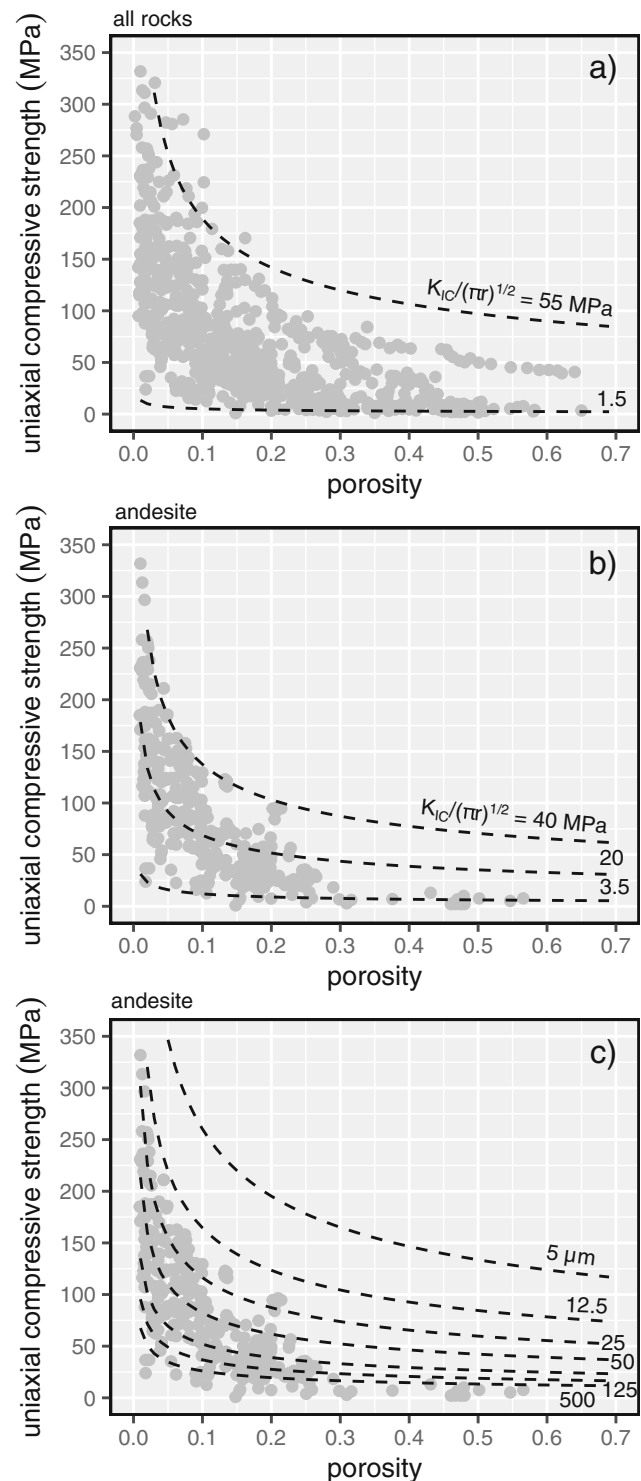 all rocks
a)
uniaxial compressive strength (MPa)
350
300
250
200
150
100
50
0
K_IC/(πr)^1/2 = 55 MPa
1.5
0.0 0.1 0.2 0.3 0.4 0.5 0.6 0.7
porosity
andesite
b)
uniaxial compressive strength (MPa)
350
300
250
200
150
100
50
0
K_IC/(πr)^1/2 = 40 MPa
20
3.5
0.0 0.1 0.2 0.3 0.4 0.5 0.6 0.7
porosity
andesite
c)
uniaxial compressive strength (MPa)
350
300
250
200
150
100
50
0
5 μm
12.5
25
50
125
500
0.0 0.1 0.2 0.3 0.4 0.5 0.6 0.7
porosity